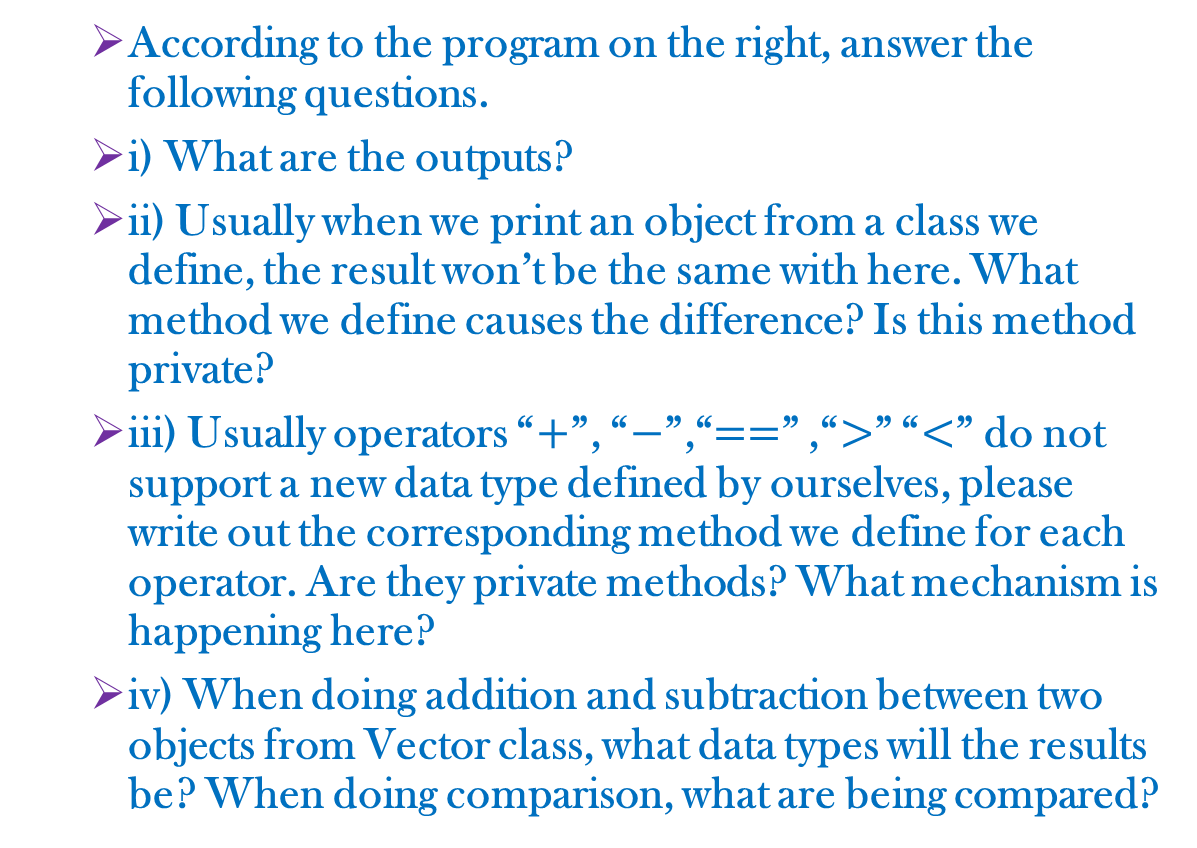 ➢According to the program on the right, answer the
following questions.
➢i) What are the outputs?
➢ii) Usually when we print an object from a class we
define, the result won’t be the same with here. What
method we define causes the difference? Is this method
private?
➢iii) Usually operators “+”, “−”,“==” ,“>” “<” do not
support a new data type defined by ourselves, please
write out the corresponding method we define for each
operator. Are they private methods? What mechanism is
happening here?
➢iv) When doing addition and subtraction between two
objects from Vector class, what data types will the results
be? When doing comparison, what are being compared?